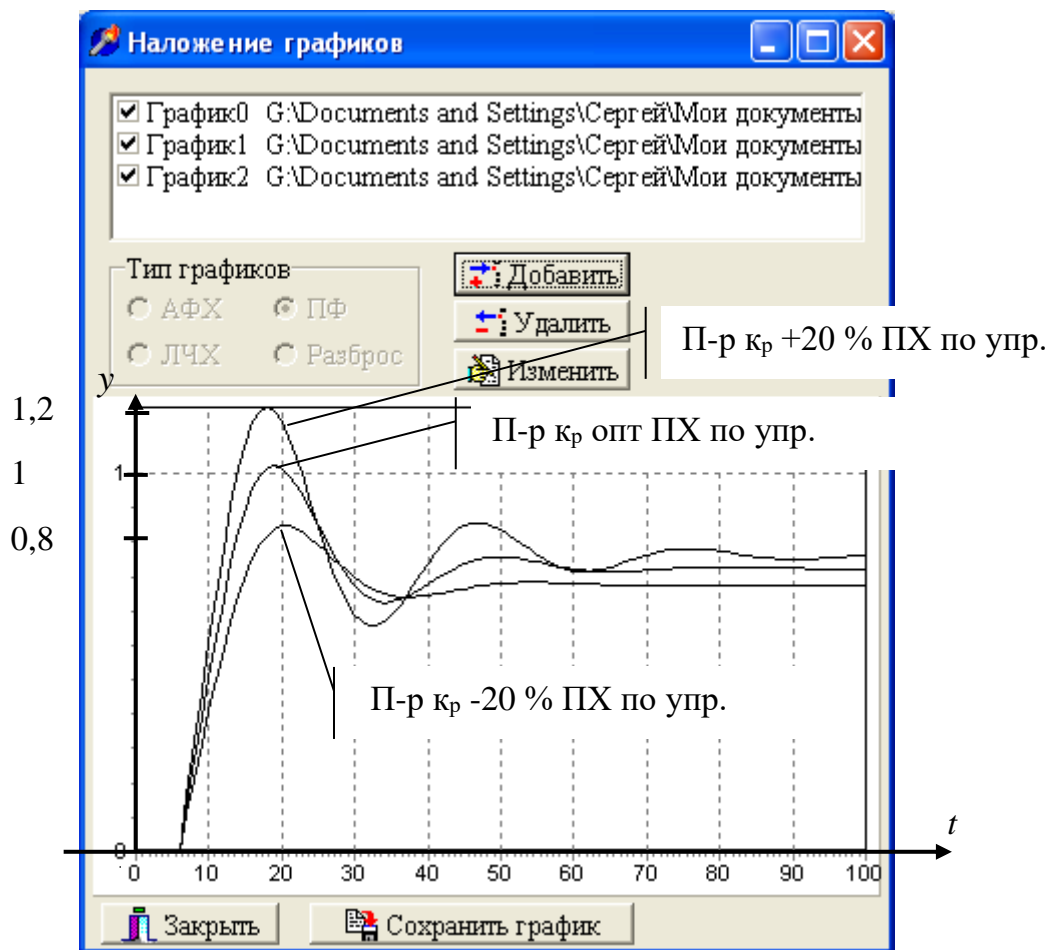 Наложение графиков
График0 G:\Documents and Settings\Сергей\Мои документы
График1 G:\Documents and Settings\Сергей\Мои документы
График2 G:\Documents and Settings\Сергей\Мои документы
Тип графиков
АФХ ПФ
ЛЧХ Разброс
Добавить
Удалить
Изменить
П-р кр +20 % ПХ по упр.
y
1,2
П-р кр опт ПХ по упр.
1 1
0,8
П-р кр -20 % ПХ по упр.
t
0
0 10 20 30 40 50 60 70 80 90 100
Закрыть Сохранить график